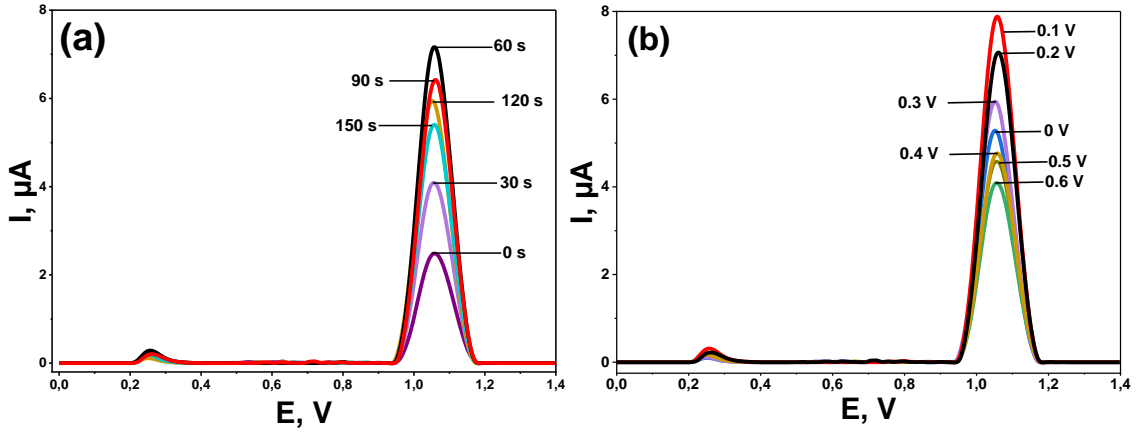 (a)
8
6
4
2
0
I, µA
60 s
90 s
120 s
150 s
30 s
0 s
0,0 0,2 0,4 0,6 0,8 1,0 1,2 1,4
E, V
(b)
8
6
4
2
0
I, µA
0.1 V
0.2 V
0.3 V
0 V
0.4 V
0.5 V
0.6 V
0,0 0,2 0,4 0,6 0,8 1,0 1,2 1,4
E, V